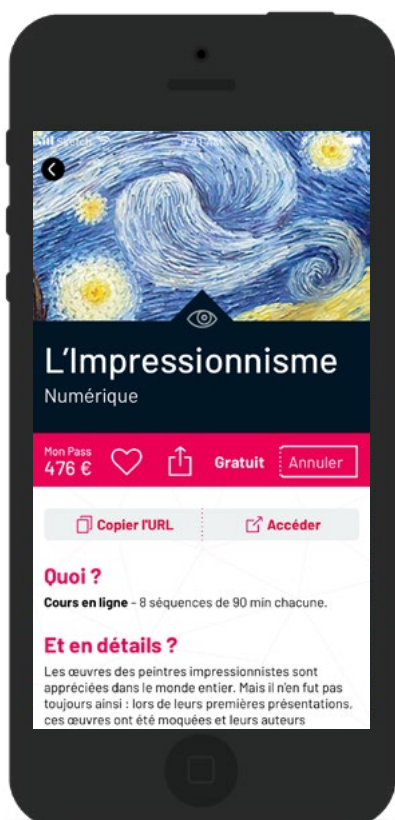 L'Impressionnisme
Numérique
Mon Pass
476 €
Gratuit
Annuler
Copier l'URL
Accéder
Quoi ?
Cours en ligne - 8 séquences de 90 min chacune.
Et en détails ?
Les œuvres des peintres impressionnistes sont
appréciées dans le monde entier. Mais il n'en fut pas
toujours ainsi : lors de leurs premières présentations,
ces œuvres ont été moquées et leurs auteurs